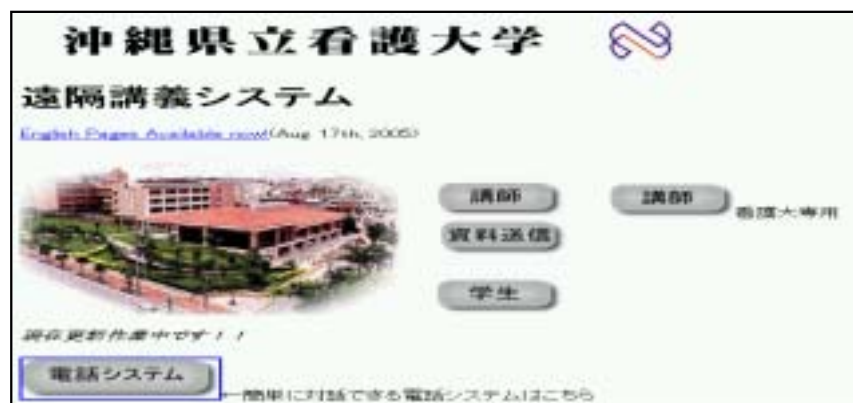 沖縄県立看護大学
遠隔講義システム
English Pages Available now!(Aug 17th, 2005)
講師
講師
看護大専用
資料送信
学生
現在更新作業中です！！
電話システム
←簡単に対話できる電話システムはこちら